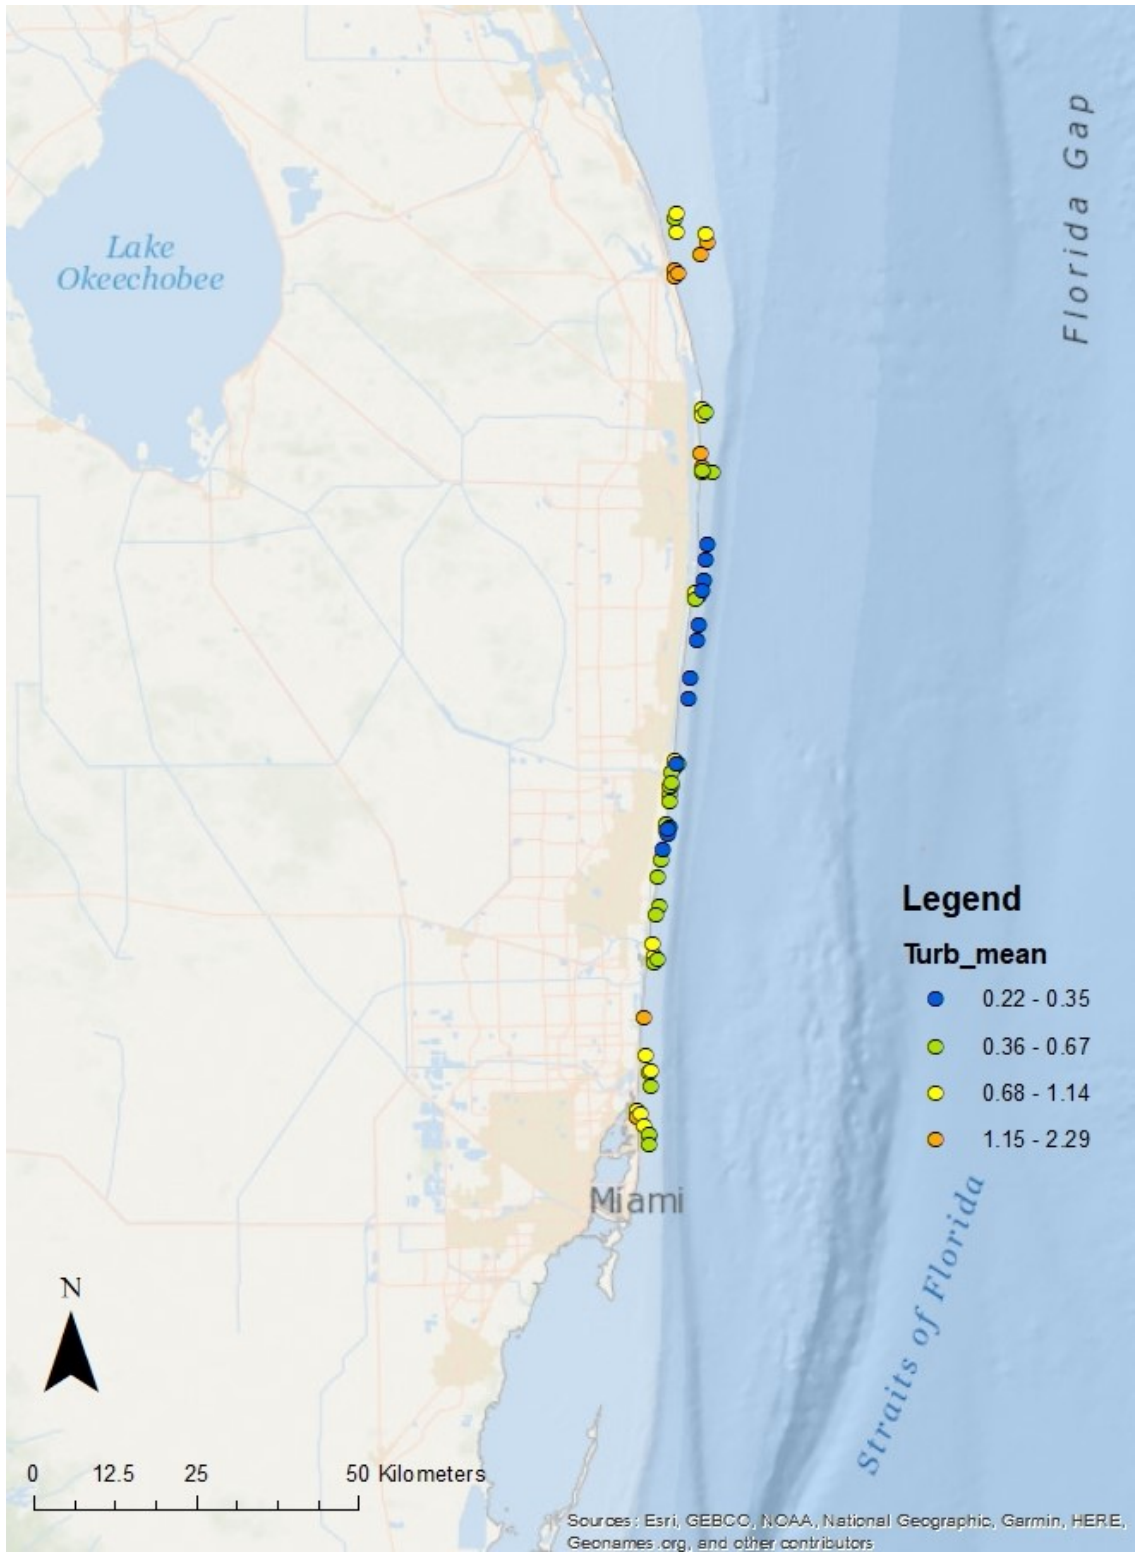 Florida Gap
Lake
Okeechobee
Legend
Turb_mean
0.22 - 0.35
0.36 - 0.67
0.68 - 1.14
1.15 - 2.29
Miami
Straits of Florida
N
0 12.5 25 50 Kilometers
Sources: Esri, GEBCO, NOAA, National Geographic, Garmin, HERE,
Geonames.org, and other contributors